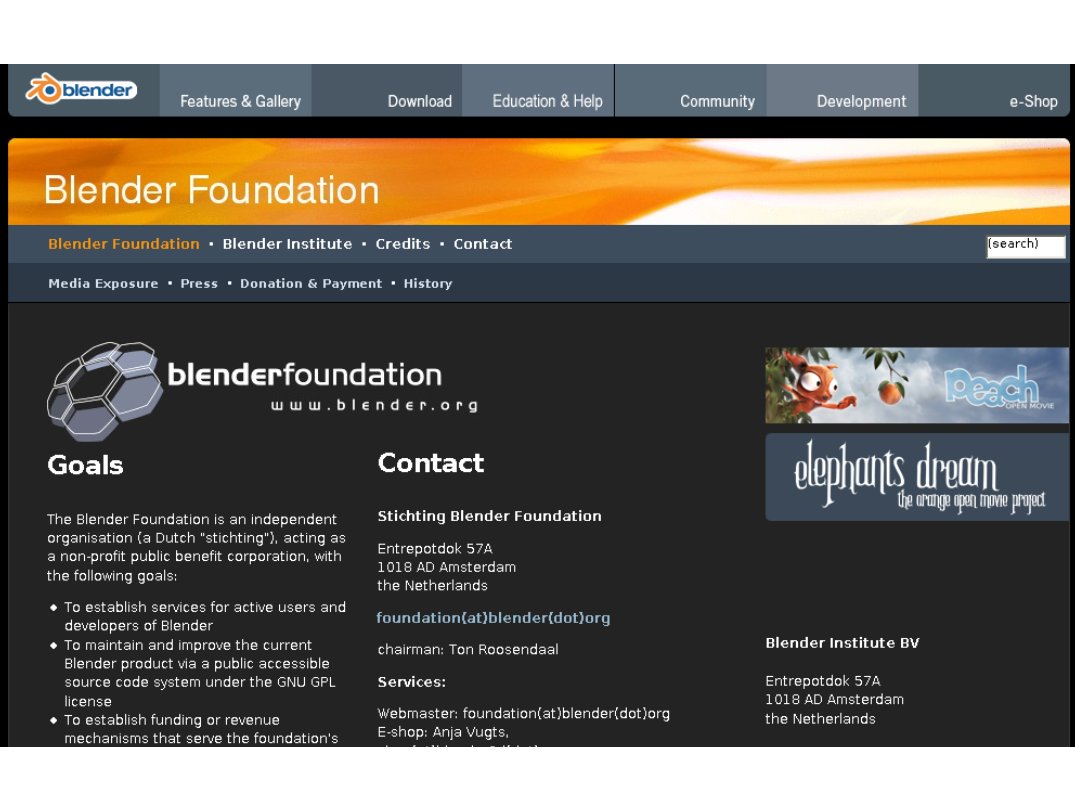 blender
Features & Gallery
Download
Education & Help
Community
Development
e-Shop
Blender Foundation
Blender Foundation · Blender Institute · Credits · Contact
(search)
Media Exposure · Press · Donation & Payment · History
blenderfoundation
www.blender.org
peach
OPEN MOVIE
elephants dream
the orange open movie project
Goals
The Blender Foundation is an independent
organisation (a Dutch "stichting"), acting as
a non-profit public benefit corporation, with
the following goals:
To establish services for active users and
developers of Blender
To maintain and improve the current
Blender product via a public accessible
source code system under the GNU GPL
license
To establish funding or revenue
mechanisms that serve the foundation's
Contact
Stichting Blender Foundation
Entrepotdok 57A
1018 AD Amsterdam
the Netherlands
foundation(at)blender(dot)org
chairman: Ton Roosendaal
Services:
Webmaster: foundation(at)blender(dot)org
E-shop: Anja Vugts,
Blender Institute BV
Entrepotdok 57A
1018 AD Amsterdam
the Netherlands